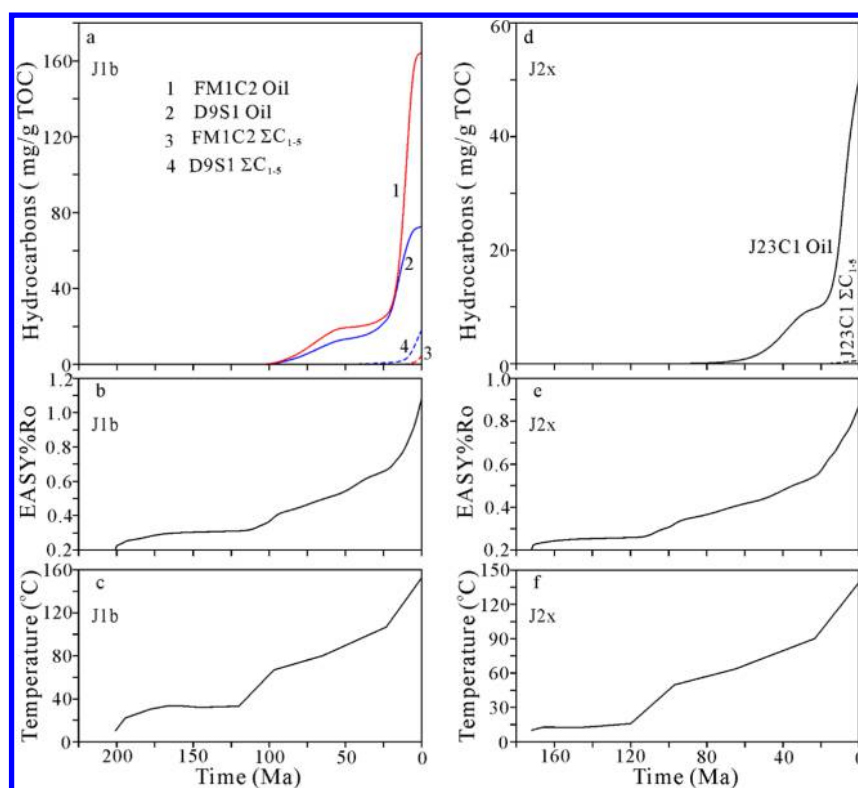 a
J1b
1 FM1C2 Oil
2 D9S1 Oil
3 FM1C2 ΣC1-5
4 D9S1 ΣC1-5
1
2
4
3
Hydrocarbons ( mg/g TOC)
160
120
80
40
0
d
J2x
J23C1 Oil
J23C1 ΣC1-5
Hydrocarbons ( mg/g TOC)
60
40
20
0
b
J1b
EASY%Ro
1.2
1.0
0.8
0.6
0.4
0.2
e
J2x
EASY%Ro
1.0
0.8
0.6
0.4
0.2
c
J1b
Temperature (°C)
160
120
80
40
0
200 150 100 50 0
Time (Ma)
f
J2x
Temperature (°C)
150
120
90
60
30
0
160 120 80 40 0
Time (Ma)